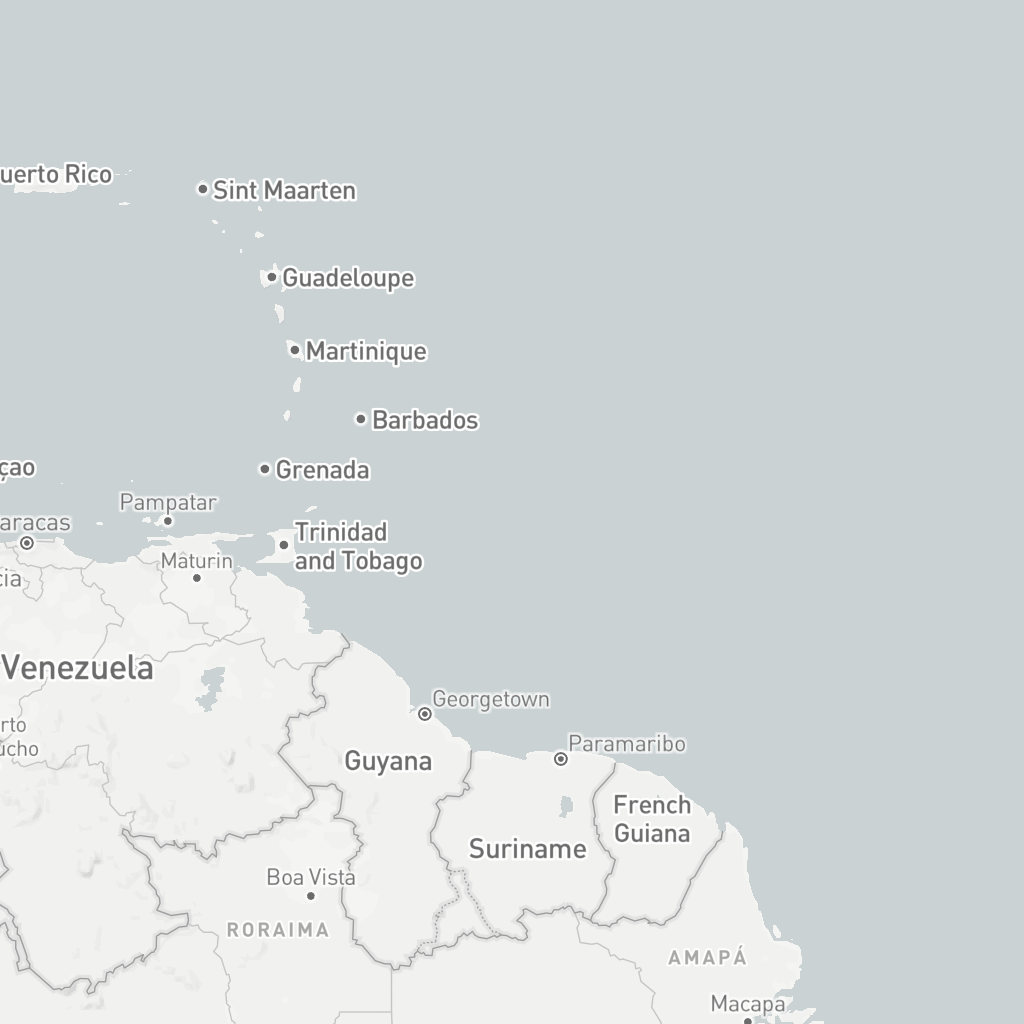 uerto Rico
Sint Maarten
Guadeloupe
Martinique
Barbados
çao
Grenada
Pampatar
aracas
Trinidad
and Tobago
Maturin
cia
Venezuela
Georgetown
rto
ucho
Paramaribo
Guyana
French
Guiana
Suriname
Boa Vista
RORAIMA
AMAPÁ
Macapa